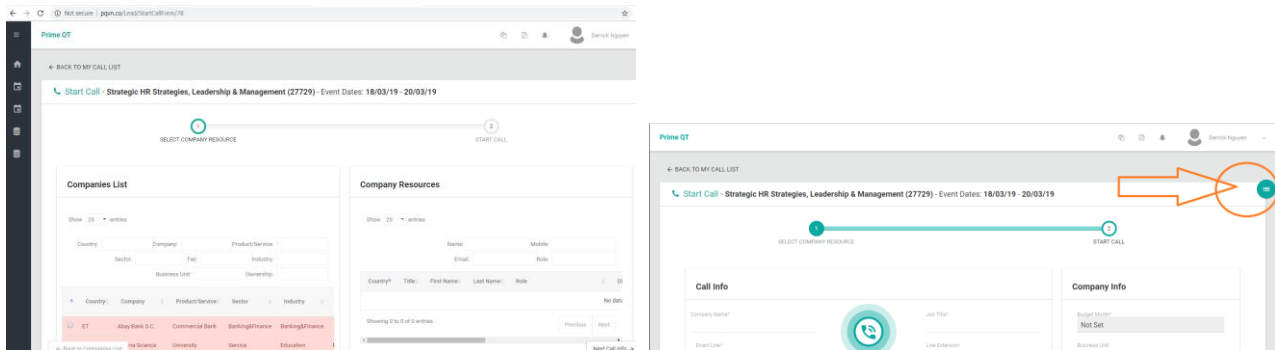 Not secure | pqvn.co/Lead/StartCallForm/78
Prime QT
Derrick Nguyen
← BACK TO MY CALL LIST
Start Call - Strategic HR Strategies, Leadership & Management (27729) - Event Dates: 18/03/19 - 20/03/19
1
2
SELECT COMPANY RESOURCE
START CALL
Companies List
Show 25 entries
Country:
Company:
Product/Service:
Sector:
Tier:
Industry:
Business Unit:
Ownership:
Country
Company
Product/Service
Sector
Industry
ET
Abay Bank S.C.
Commercial Bank
Banking&Finance
Banking&Finance
Science
University
Service
Education
← Back to Companies List
Company Resources
Show 25 entries
Name:
Mobile:
Email:
Role:
Country
Title
First Name
Last Name
Role
No data
Showing 0 to 0 of 0 entries
Previous
Next
Next Call Info →
Prime QT
Derrick Nguyen
← BACK TO MY CALL LIST
Start Call - Strategic HR Strategies, Leadership & Management (27729) - Event Dates: 18/03/19 - 20/03/19
1
2
SELECT COMPANY RESOURCE
START CALL
Call Info
Company Name*
Job Title*
Direct Line*
Line Extension
Company Info
Budget Month*
Not Set
Business Unit